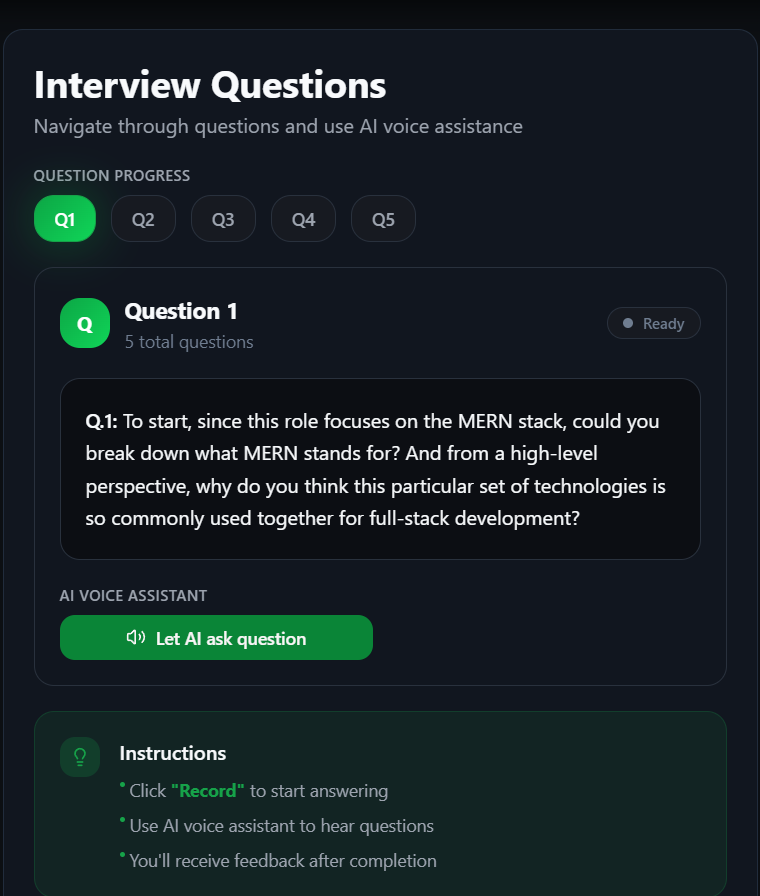 Interview Questions
Navigate through questions and use AI voice assistance
QUESTION PROGRESS
Q1 Q2 Q3 Q4 Q5
Q
Question 1
5 total questions
Ready
Q.1: To start, since this role focuses on the MERN stack, could you
break down what MERN stands for? And from a high-level
perspective, why do you think this particular set of technologies is
so commonly used together for full-stack development?
AI VOICE ASSISTANT
Let AI ask question
Instructions
• Click "Record" to start answering
• Use AI voice assistant to hear questions
• You'll receive feedback after completion